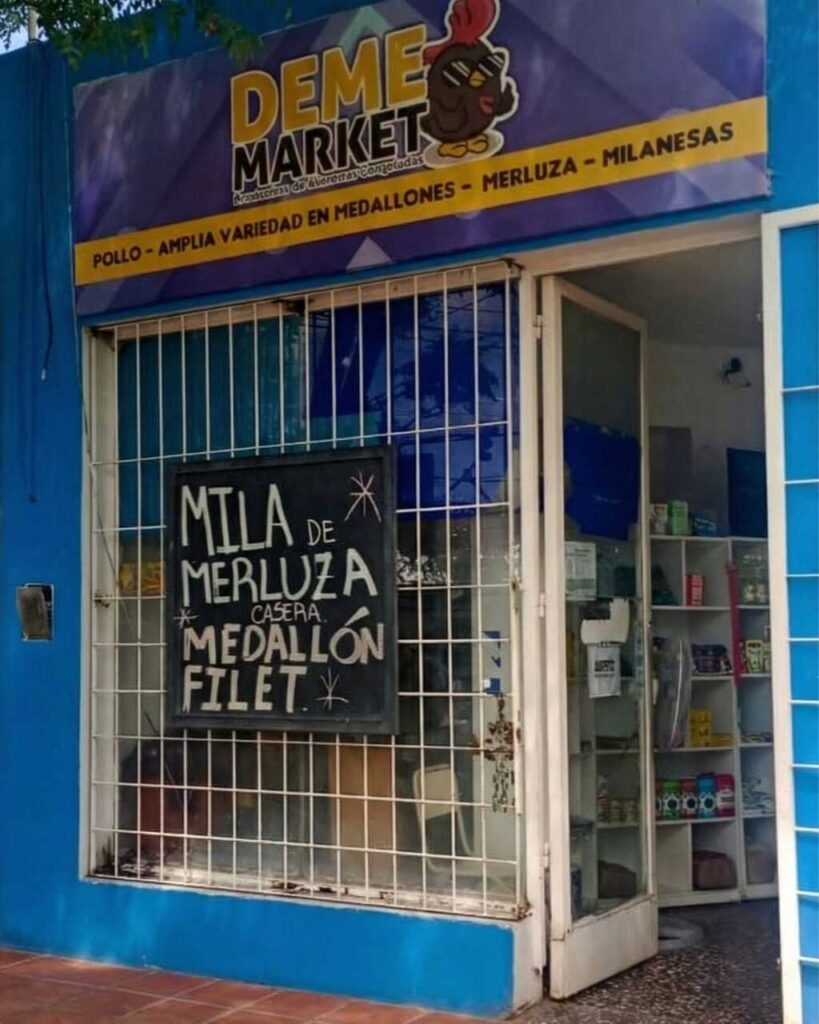 DEME
MARKET
POLLO - AMPLIA VARIEDAD EN MEDALLONES - MERLUZA - MILANESAS
MILA DE
MERLUZA
CASERA
MEDALLÓN
FILET.